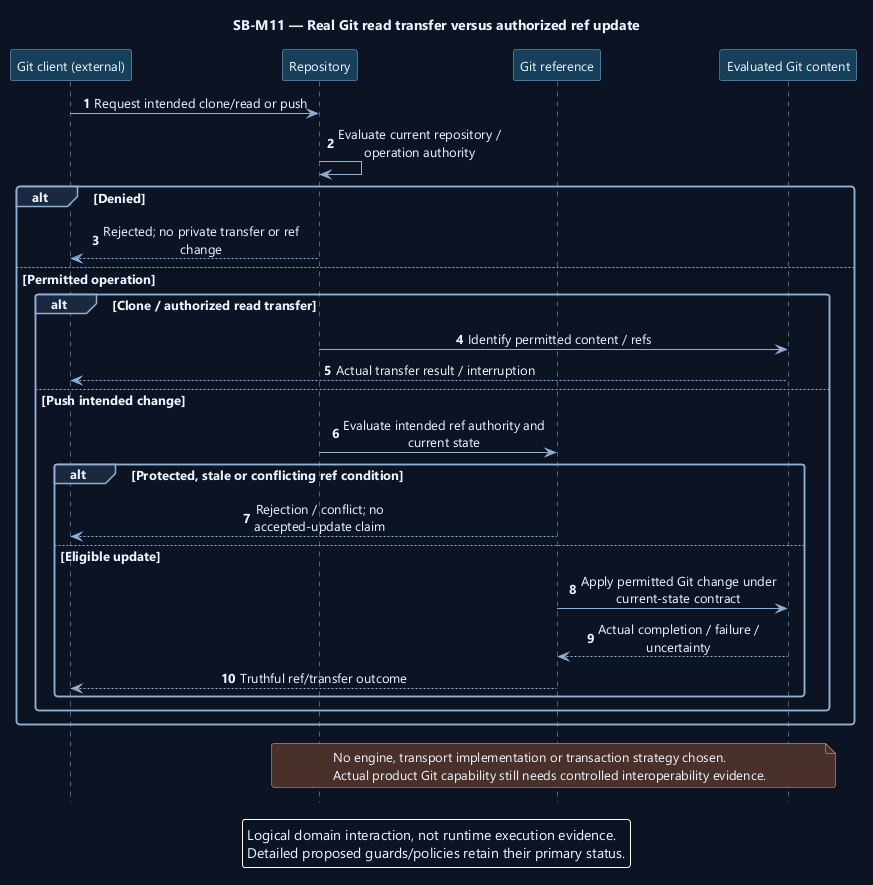 SB-M11 — Real Git read transfer versus authorized ref update
Git client (external)
Repository
Git reference
Evaluated Git content
1 Request intended clone/read or push
2 Evaluate current repository /
operation authority
alt [Denied]
3 Rejected; no private transfer or ref
change
[Permitted operation]
alt [Clone / authorized read transfer]
4 Identify permitted content / refs
5 Actual transfer result / interruption
[Push intended change]
6 Evaluate intended ref authority and
current state
alt [Protected, stale or conflicting ref condition]
7 Rejection / conflict; no
accepted-update claim
[Eligible update]
8 Apply permitted Git change under
current-state contract
9 Actual completion / failure /
uncertainty
10 Truthful ref/transfer outcome
No engine, transport implementation or transaction strategy chosen.
Actual product Git capability still needs controlled interoperability evidence.
Logical domain interaction, not runtime execution evidence.
Detailed proposed guards/policies retain their primary status.